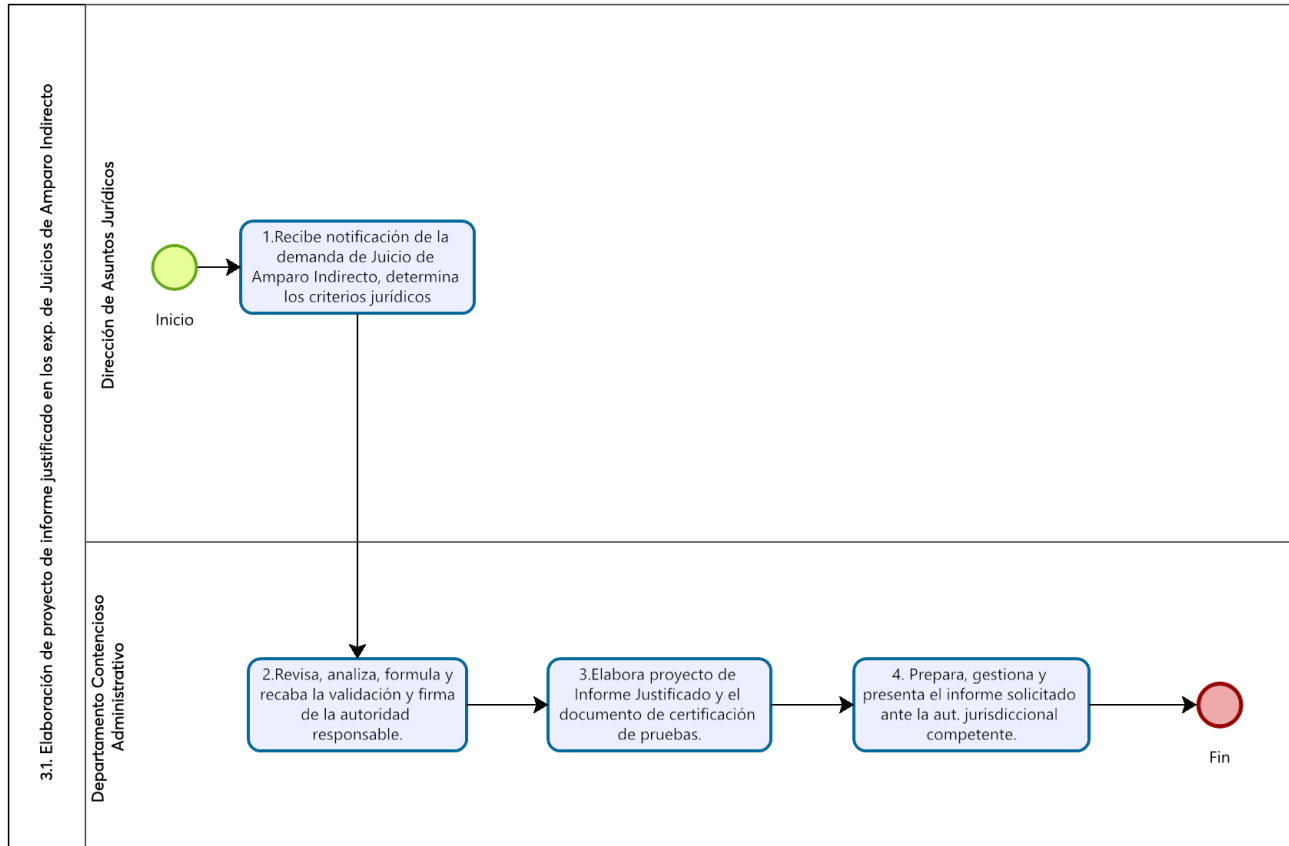 3.1. Elaboración de proyecto de informe justificado en los exp. de Juicios de Amparo Indirecto
Dirección de Asuntos Jurídicos
Inicio
1.Recibe notificación de la
demanda de Juicio de
Amparo Indirecto, determina
los criterios jurídicos
Departamento Contencioso
Administrativo
2.Revisa, analiza, formula y
recaba la validación y firma
de la autoridad
responsable.
3.Elabora proyecto de
Informe Justificado y el
documento de certificación
de pruebas.
4. Prepara, gestiona y
presenta el informe solicitado
ante la aut. jurisdiccional
competente.
Fin